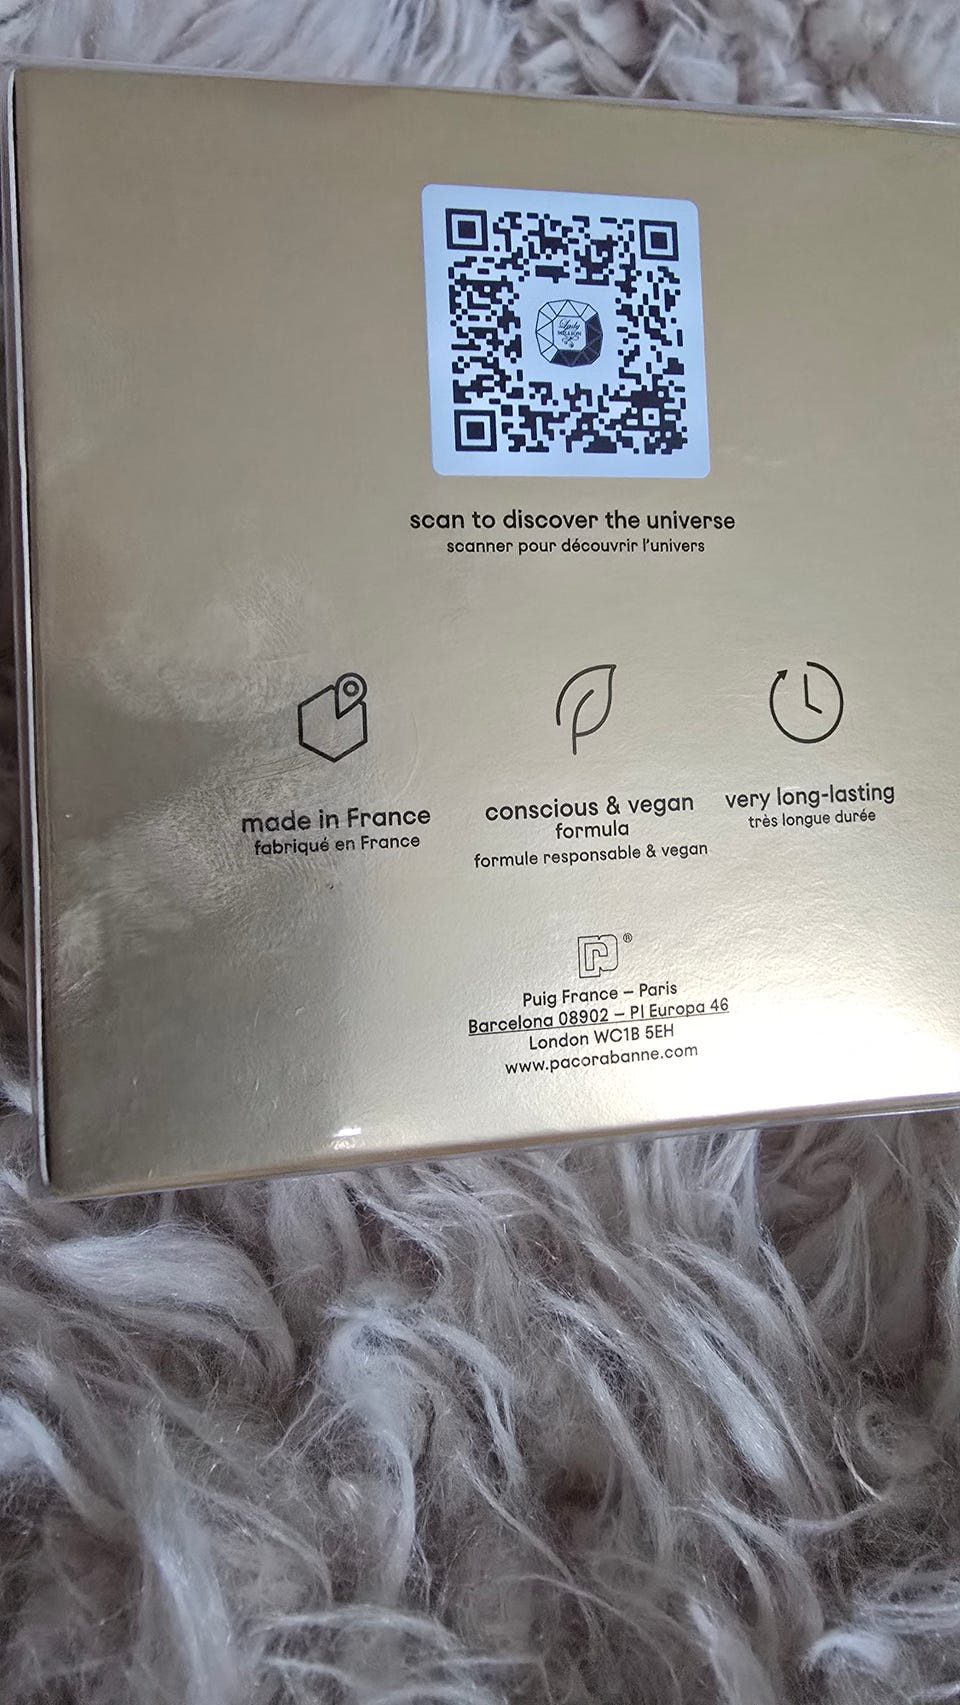 Lady
MILLION
scan to discover the universe
scanner pour découvrir l'univers
made in France
fabriqué en France
conscious & vegan
formula
formule responsable & vegan
very long-lasting
très longue durée
®
Puig France – Paris
Barcelona 08902 – Pl Europa 46
London WC1B 5EH
www.pacorabanne.com